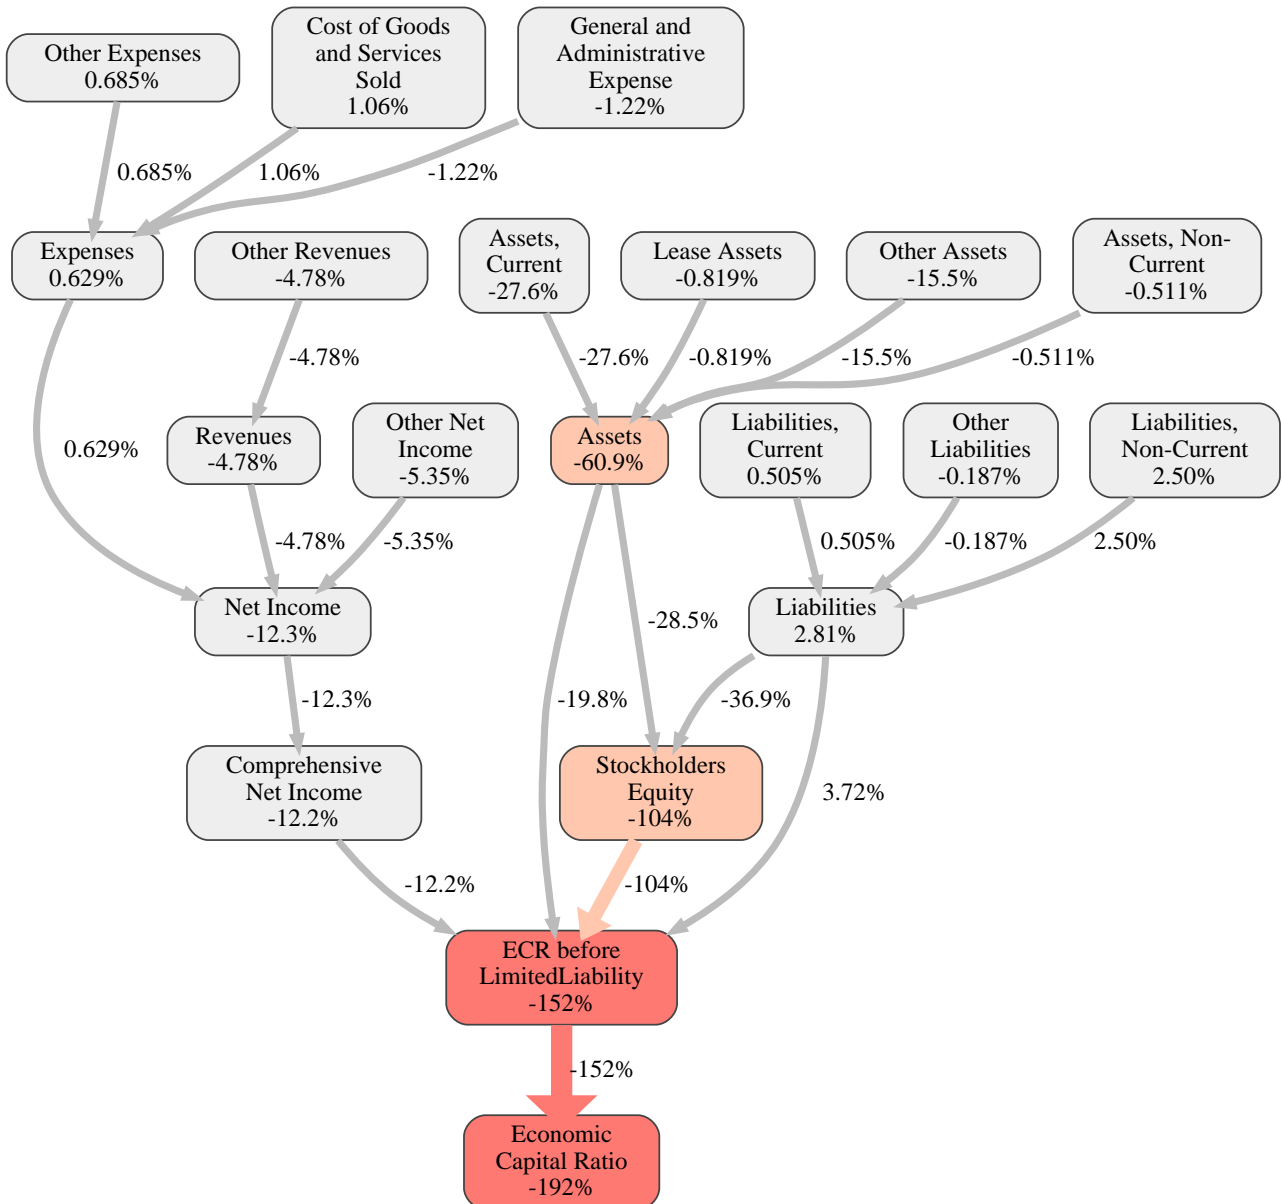 Other Expenses
0.685%
Cost of Goods
and Services
Sold
1.06%
General and
Administrative
Expense
-1.22%
0.685%
1.06%
-1.22%
Expenses
0.629%
Other Revenues
-4.78%
Assets,
Current
-27.6%
Lease Assets
-0.819%
Other Assets
-15.5%
Assets, Non-
Current
-0.511%
-4.78%
-27.6%
-0.819%
-15.5%
-0.511%
0.629%
Revenues
-4.78%
Other Net
Income
-5.35%
Assets
-60.9%
Liabilities,
Current
0.505%
Other
Liabilities
-0.187%
Liabilities,
Non-Current
2.50%
-4.78%
-5.35%
0.505%
-0.187%
2.50%
Net Income
-12.3%
-28.5%
Liabilities
2.81%
-12.3%
-19.8%
-36.9%
Comprehensive
Net Income
-12.2%
Stockholders
Equity
-104%
3.72%
-12.2%
-104%
ECR before
LimitedLiability
-152%
-152%
Economic
Capital Ratio
-192%